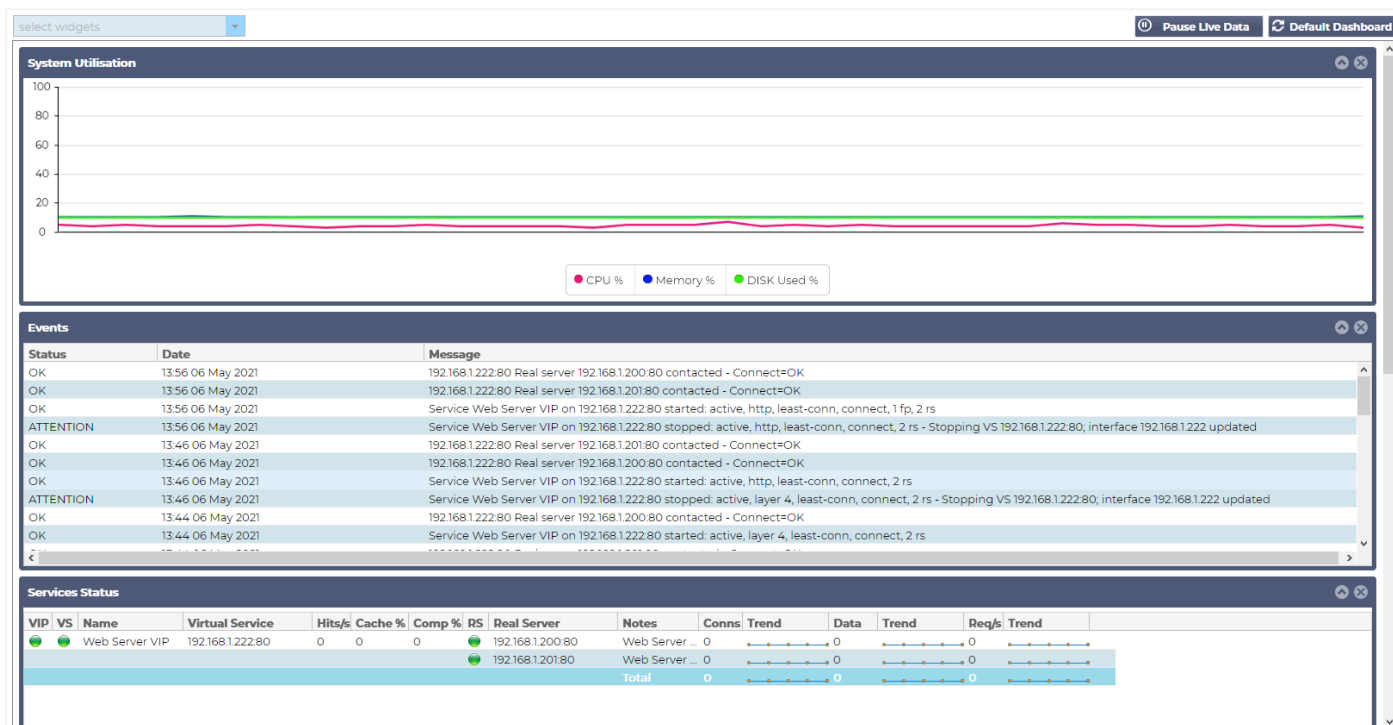 select widgets
Pause Live Data Default Dashboard
System Utilisation
100
80
60
40
20
0
CPU % Memory % DISK Used %
Events
Status Date Message
OK 13:56 06 May 2021 192.168.1.222:80 Real server 192.168.1.200:80 contacted - Connect=OK
OK 13:56 06 May 2021 192.168.1.222:80 Real server 192.168.1.201:80 contacted - Connect=OK
OK 13:56 06 May 2021 Service Web Server VIP on 192.168.1.222:80 started: active, http, least-conn, connect, 1 fp, 2 rs
ATTENTION 13:56 06 May 2021 Service Web Server VIP on 192.168.1.222:80 stopped: active, http, least-conn, connect, 2 rs - Stopping VS 192.168.1.222:80; interface 192.168.1.222 updated
OK 13:46 06 May 2021 192.168.1.222:80 Real server 192.168.1.201:80 contacted - Connect=OK
OK 13:46 06 May 2021 192.168.1.222:80 Real server 192.168.1.200:80 contacted - Connect=OK
OK 13:46 06 May 2021 Service Web Server VIP on 192.168.1.222:80 started: active, http, least-conn, connect, 2 rs
ATTENTION 13:46 06 May 2021 Service Web Server VIP on 192.168.1.222:80 stopped: active, layer 4, least-conn, connect, 2 rs - Stopping VS 192.168.1.222:80; interface 192.168.1.222 updated
OK 13:44 06 May 2021 192.168.1.222:80 Real server 192.168.1.200:80 contacted - Connect=OK
OK 13:44 06 May 2021 Service Web Server VIP on 192.168.1.222:80 started: active, layer 4, least-conn, connect, 2 rs
Services Status
VIP VS Name Virtual Service Hits/s Cache % Comp % RS Real Server Notes Conns Trend Data Trend Req/s Trend
Web Server VIP 192.168.1.222:80 0 0 0 192.168.1.200:80 Web Server ... 0 0 0
192.168.1.201:80 Web Server ... 0 0 0
Total 0 0 0